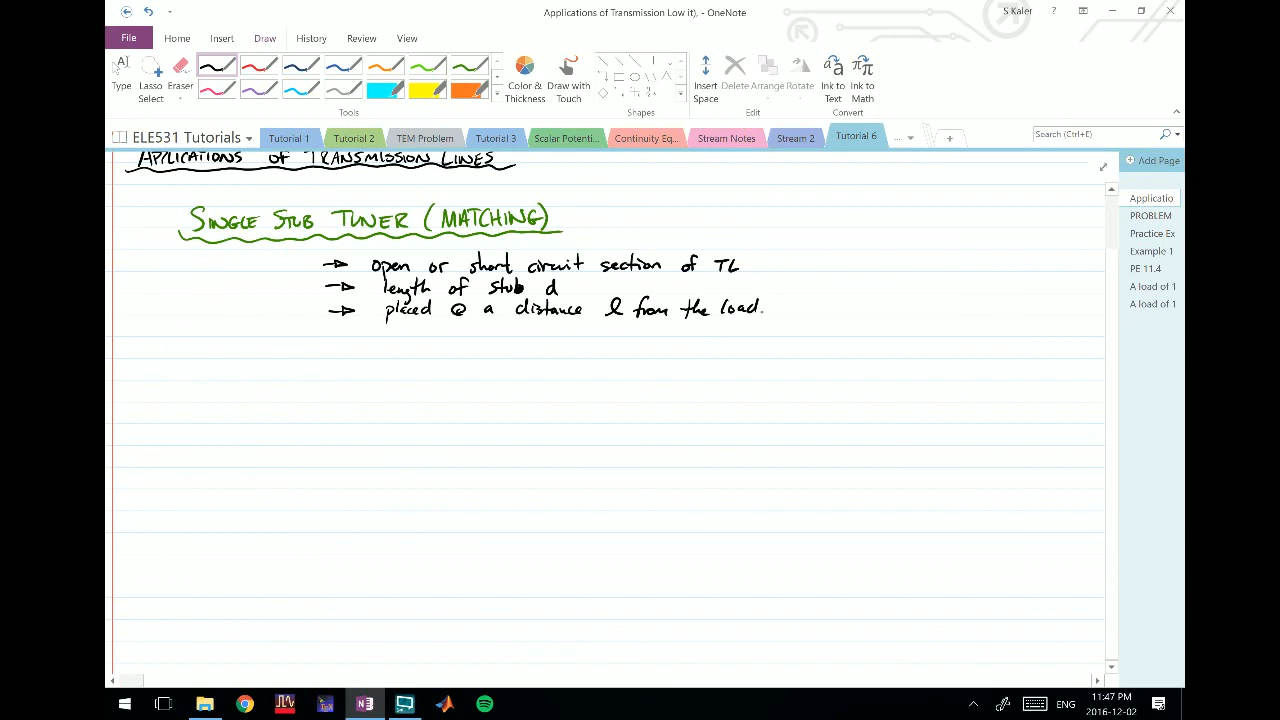 Applications of Transmission Low it), - OneNote
S Kaler
?
File
Home
Insert
Draw
History
Review
View
Type
Lasso Select
Eraser
Color & Thickness
Draw with Touch
Insert Space
Delete
Arrange
Rotate
Ink to Text
Ink to Math
Tools
Shapes
Edit
Convert
ELE531 Tutorials
Tutorial 1
Tutorial 2
TEM Problem
Tutorial 3
Scalar Potenti...
Continuity Eq...
Stream Notes
Stream 2
Tutorial 6
...
Search (Ctrl+E)
Add Page
Applicatio
PROBLEM
Practice Ex
Example 1
PE 11.4
A load of 1
A load of 1
APPLICATIONS OF TRANSMISSION LINES
SINGLE STUB TUNER (MATCHING)
→ open or short circuit section of TL
→ length of stub d
→ placed @ a distance l from the load.
ENG
11:47 PM
2016-12-02